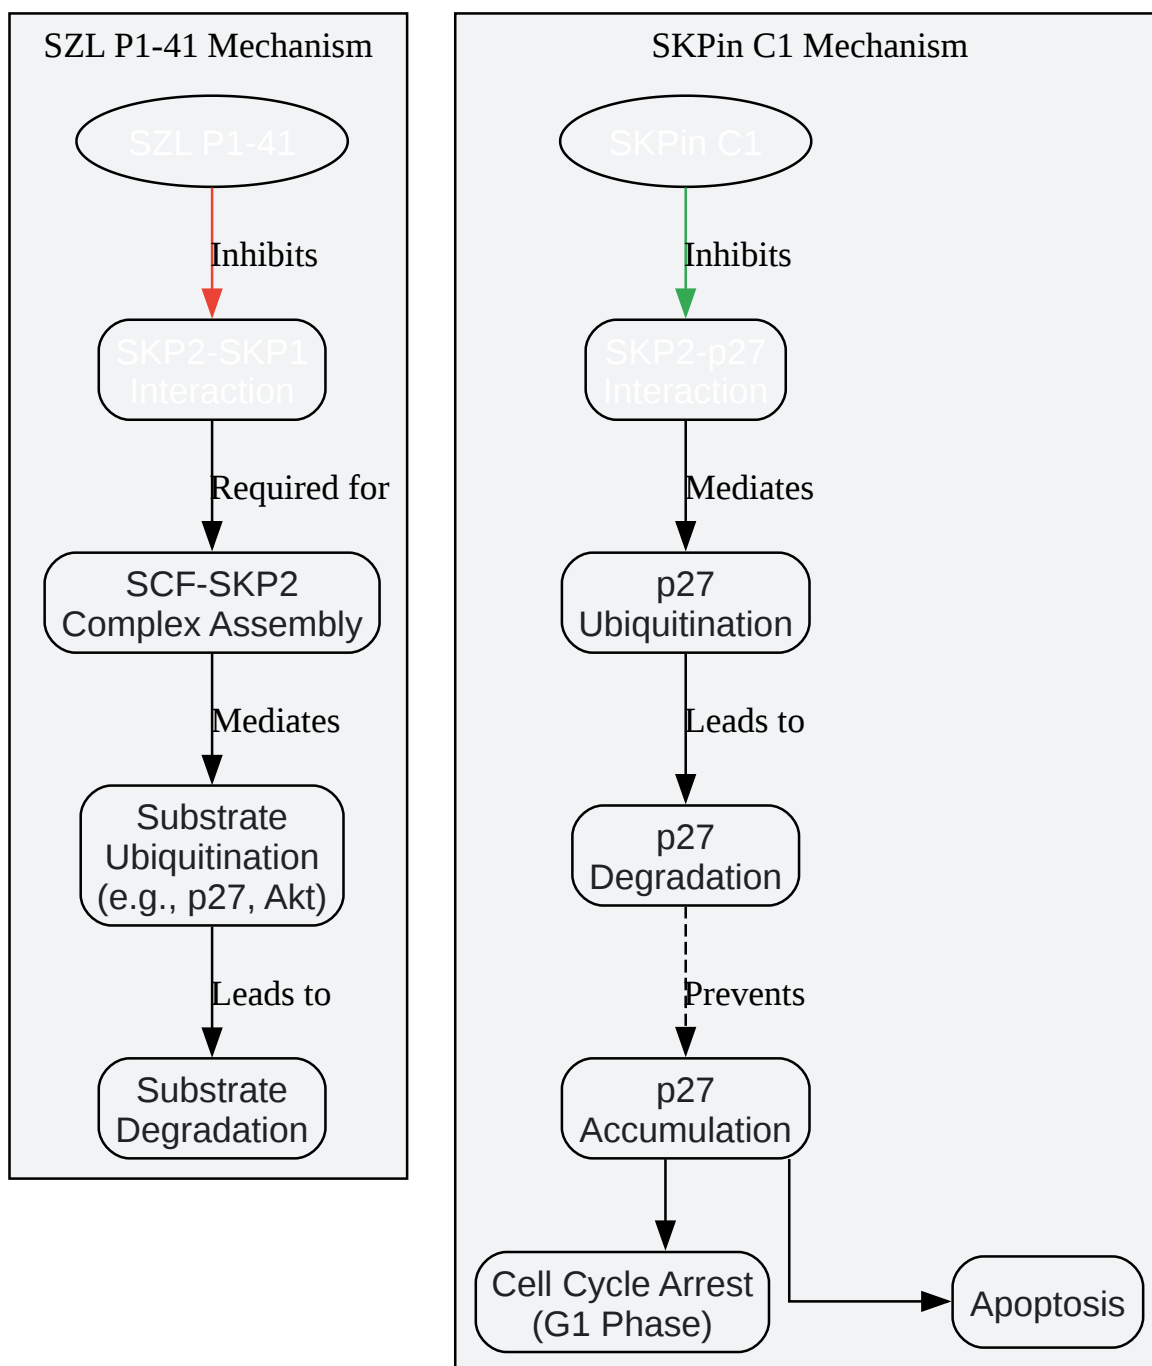 SZL P1-41 Mechanism
SZL P1-41
Inhibits
SKP2-SKP1
Interaction
Required for
SCF-SKP2
Complex Assembly
Mediates
Substrate
Ubiquitination
(e.g., p27, Akt)
Leads to
Substrate
Degradation
SKPin C1 Mechanism
SKPin C1
Inhibits
SKP2-p27
Interaction
Mediates
p27
Ubiquitination
Leads to
p27
Degradation
Prevents
p27
Accumulation
Cell Cycle Arrest
(G1 Phase)
Apoptosis